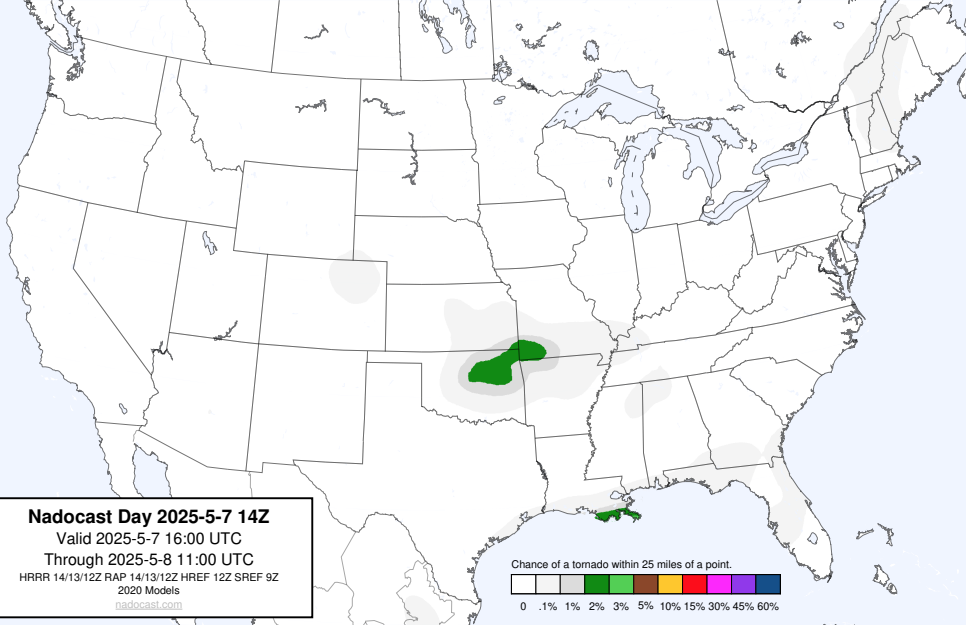 Nadocast Day 2025-5-7 14Z
Valid 2025-5-7 16:00 UTC
Through 2025-5-8 11:00 UTC
HRRR 14/13/12Z RAP 14/13/12Z HREF 12Z SREF 9Z
2020 Models
nadocast.com
Chance of a tornado within 25 miles of a point.
0 .1% 1% 2% 3% 5% 10% 15% 30% 45% 60%